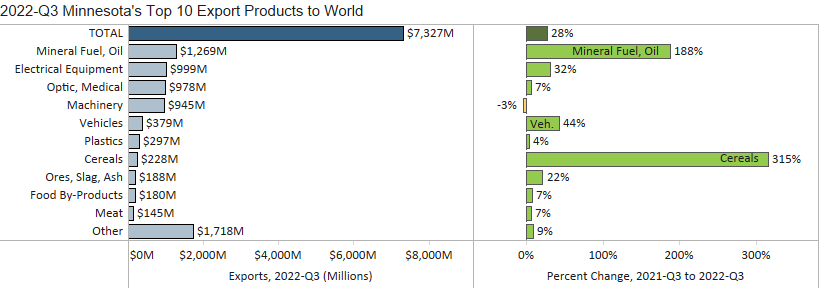 2022-Q3 Minnesota's Top 10 Export Products to World
TOTAL $7,327M 28%
Mineral Fuel, Oil $1,269M Mineral Fuel, Oil 188%
Electrical Equipment $999M 32%
Optic, Medical $978M 7%
Machinery $945M -3%
Vehicles $379M Veh. 44%
Plastics $297M 4%
Cereals $228M Cereals 315%
Ores, Slag, Ash $188M 22%
Food By-Products $180M 7%
Meat $145M 7%
Other $1,718M 9%
$0M $2,000M $4,000M $6,000M $8,000M 0% 100% 200% 300%
Exports, 2022-Q3 (Millions) Percent Change, 2021-Q3 to 2022-Q3